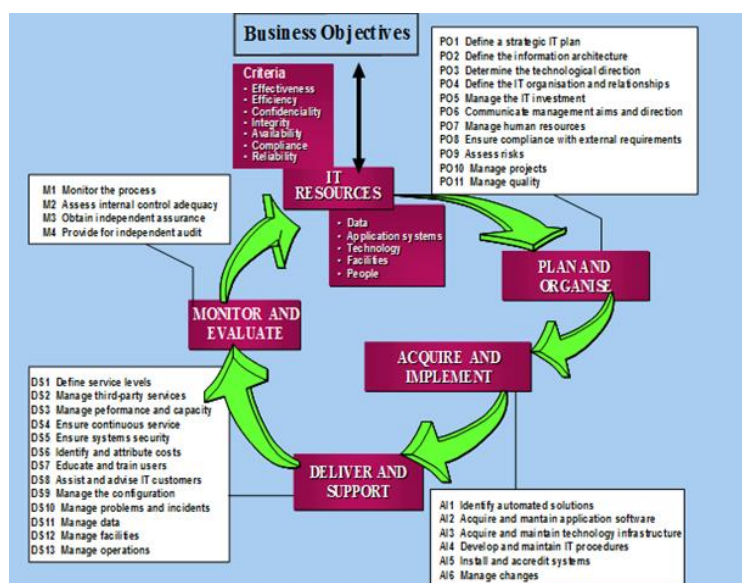 Business Objectives
Criteria
- Effectiveness
- Efficiency
- Confidenciality
- Integrity
- Availability
- Compliance
- Reliability
IT
RESOURCES
- Data
- Application systems
- Technology
- Facilities
- People
PO1 Define a strategic IT plan
PO2 Define the information architecture
PO3 Determine the technological direction
PO4 Define the IT organisation and relationships
PO5 Manage the IT investment
PO6 Communicate management aims and direction
PO7 Manage human resources
PO8 Ensure compliance with external requirements
PO9 Assess risks
PO10 Manage projects
PO11 Manage quality
PLAN AND
ORGANISE
ACQUIRE AND
IMPLEMENT
AI1 Identify automated solutions
AI2 Acquire and mantain application software
AI3 Acquire and maintain technology infrastructure
AI4 Develop and maintain IT procedures
AI5 Install and accredit systems
AI6 Manage changes
DELIVER AND
SUPPORT
DS1 Define service levels
DS2 Manage third-party services
DS3 Manage peformance and capacity
DS4 Ensure continuous service
DS5 Ensure systems security
DS6 Identify and attribute costs
DS7 Educate and train users
DS8 Assist and advise IT customers
DS9 Manage the configuration
DS10 Manage problems and incidents
DS11 Manage data
DS12 Manage facilities
DS13 Manage operations
MONITOR AND
EVALUATE
M1 Monitor the process
M2 Assess internal control adequacy
M3 Obtain independent assurance
M4 Provide for independent audit